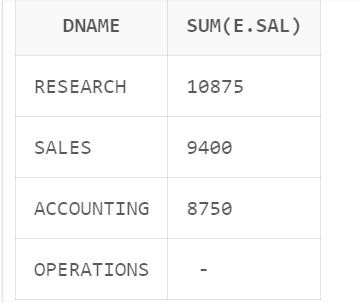 DNAME SUM(E.SAL)
RESEARCH 10875
SALES 9400
ACCOUNTING 8750
OPERATIONS -